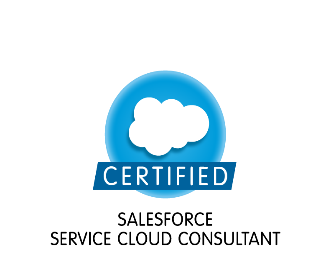 CERTIFIED
SALESFORCE
SERVICE CLOUD CONSULTANT